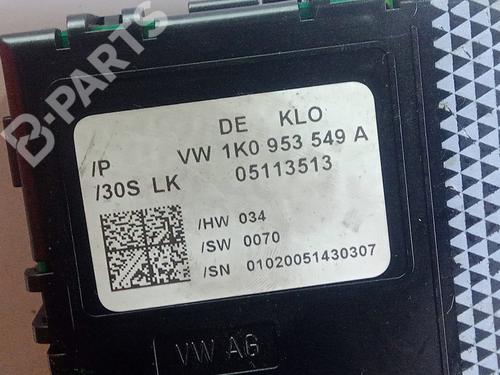 B-PARTS
DE KLO
/P VW 1K0 953 549 A
/30S LK 05113513
/HW 034
/SW 0070
/SN 01020051430307
VW AG